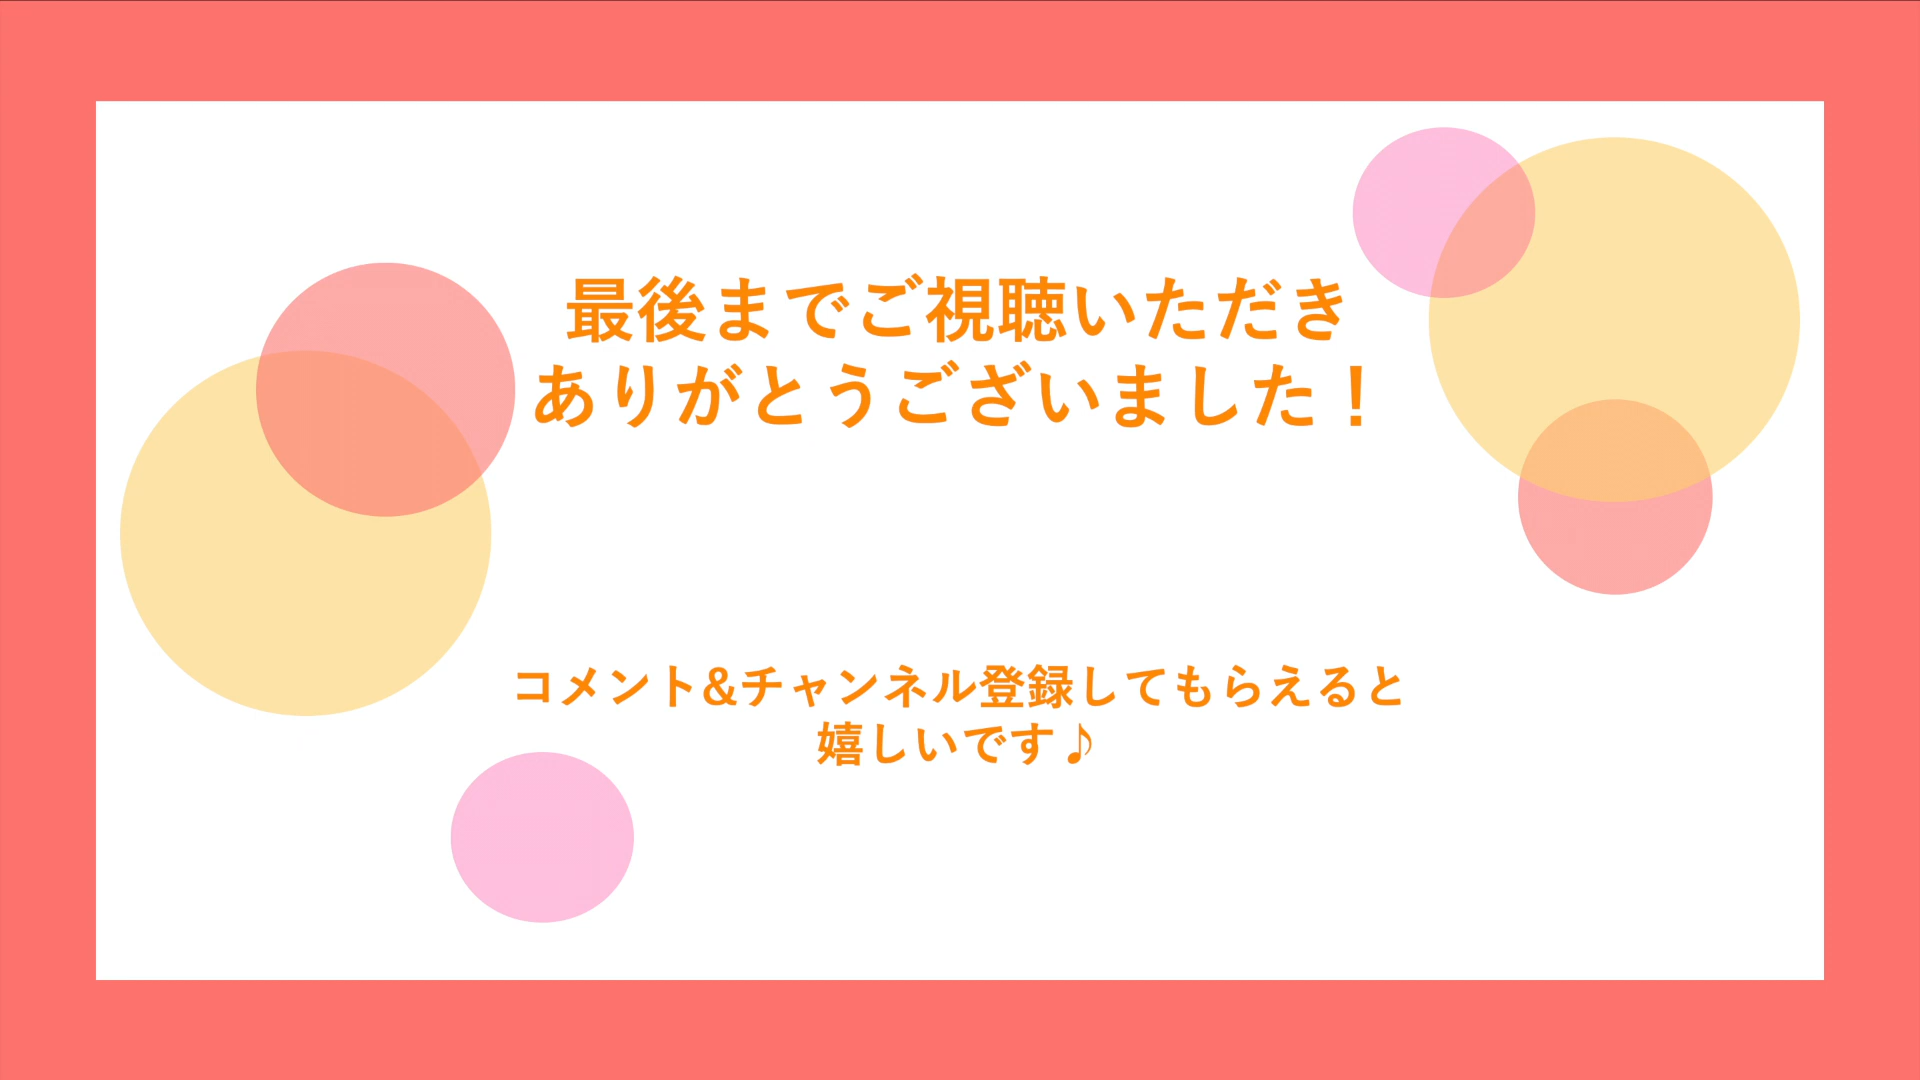 最後までご視聴いただき
ありがとうございました！
コメント&チャンネル登録してもらえると
嬉しいです♪